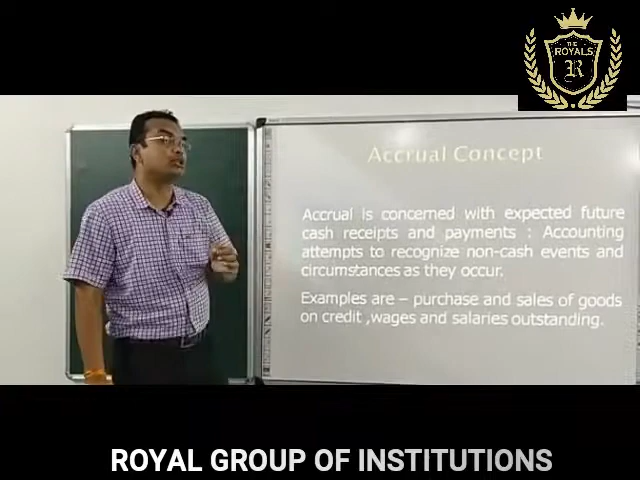 THE
ROYALS
R
Accrual Concept
Accrual is concerned with expected future
cash receipts and payments : Accounting
attempts to recognize non-cash events and
circumstances as they occur.
Examples are – purchase and sales of goods
on credit ,wages and salaries outstanding.
ROYAL GROUP OF INSTITUTIONS